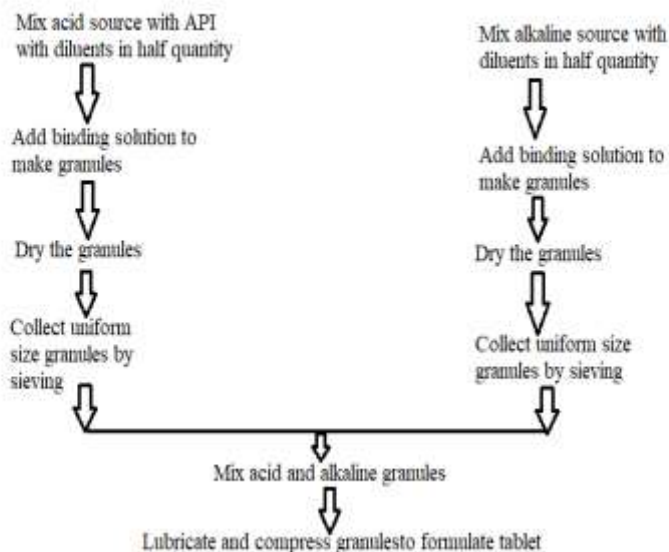 Mix acid source with API
with diluents in half quantity
Add binding solution to
make granules
Dry the granules
Collect uniform
size granules by
sieving
Mix alkaline source with
diluents in half quantity
Add binding solution to
make granules
Dry the granules
Collect uniform size
granules by sieving
Mix acid and alkaline granules
Lubricate and compress granulesto formulate tablet